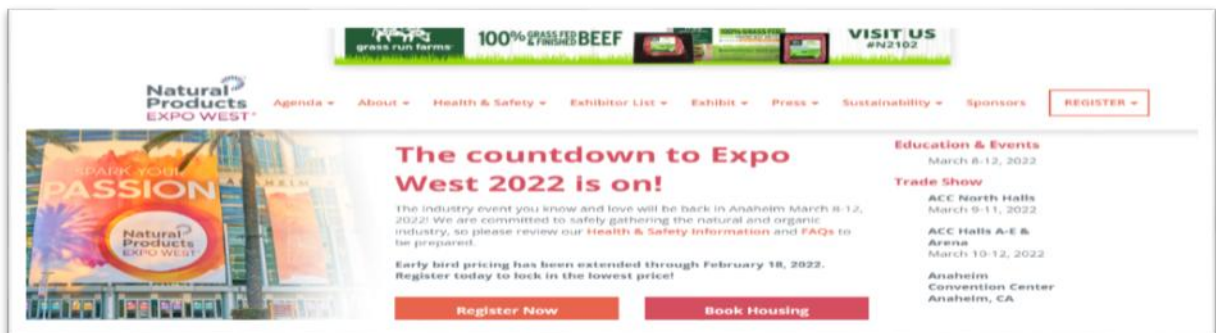 grass run farms
100% GRASS FED & FINISHED BEEF
VISIT US
#N2102
Natural
Products
EXPO WEST
Agenda
About
Health & Safety
Exhibitor List
Exhibit
Press
Sustainability
Sponsors
REGISTER
SPARK YOUR
PASSION
Natural
Products
EXPO WEST
ANAHEIM
The countdown to Expo
West 2022 is on!
The industry event you know and love will be back in Anaheim March 8-12,
2022! We are committed to safely gathering the natural and organic
industry, so please review our Health & Safety Information and FAQs to
be prepared.
Early bird pricing has been extended through February 18, 2022.
Register today to lock in the lowest price!
Register Now
Book Housing
Education & Events
March 8-12, 2022
Trade Show
ACC North Halls
March 9-11, 2022
ACC Halls A-E &
Arena
March 10-12, 2022
Anaheim
Convention Center
Anaheim, CA